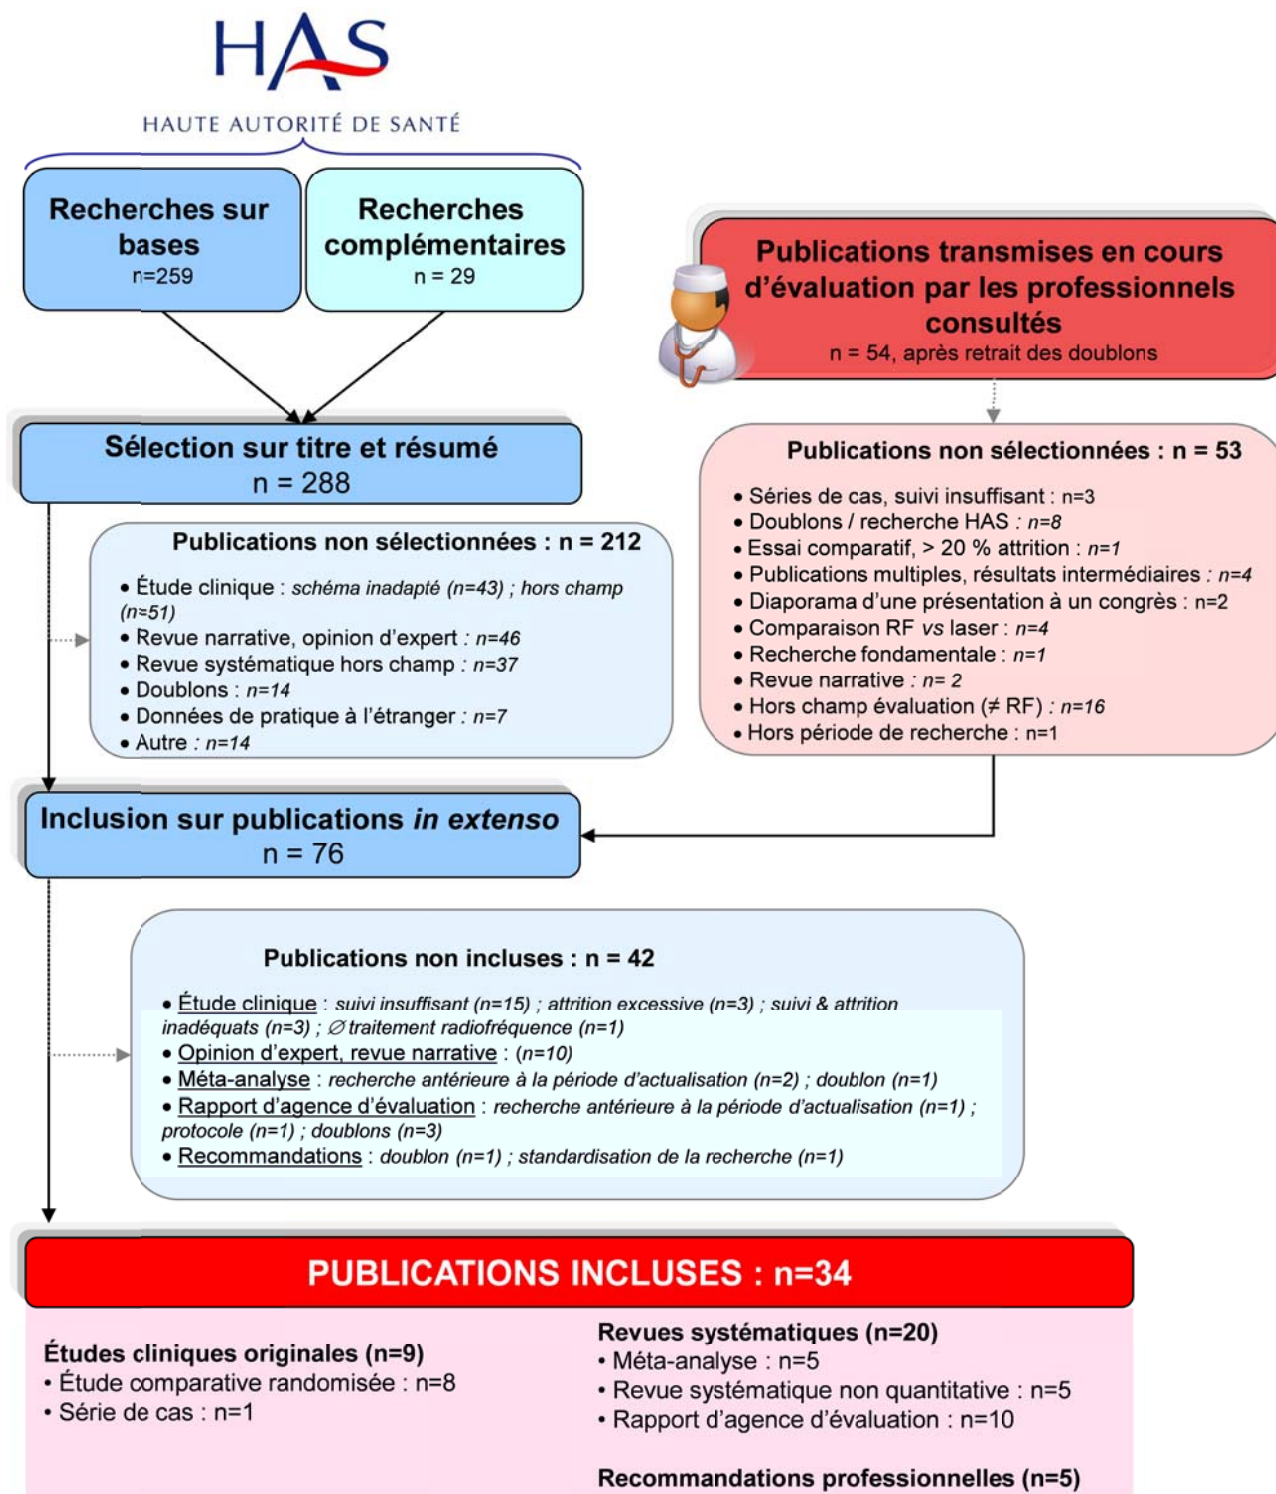 HAS
HAUTE AUTORITÉ DE SANTÉ
Recherches sur
bases
n=259
Recherches
complémentaires
n = 29
Publications transmises en cours
d'évaluation par les professionnels
consultés
n = 54, après retrait des doublons
Sélection sur titre et résumé
n = 288
Publications non sélectionnées : n = 53
• Séries de cas, suivi insuffisant : n=3
• Doublons / recherche HAS : n=8
• Essai comparatif, > 20 % attrition : n=1
• Publications multiples, résultats intermédiaires : n=4
• Diaporama d'une présentation à un congrès : n=2
• Comparaison RF vs laser : n=4
• Recherche fondamentale : n=1
• Revue narrative : n= 2
• Hors champ évaluation (≠ RF) : n=16
• Hors période de recherche : n=1
Publications non sélectionnées : n = 212
• Étude clinique : schéma inadapté (n=43) ; hors champ
(n=51)
• Revue narrative, opinion d'expert : n=46
• Revue systématique hors champ : n=37
• Doublons : n=14
• Données de pratique à l'étranger : n=7
• Autre : n=14
Inclusion sur publications in extenso
n = 76
Publications non incluses : n = 42
• Étude clinique : suivi insuffisant (n=15) ; attrition excessive (n=3) ; suivi & attrition
inadéquats (n=3) ; ∅ traitement radiofréquence (n=1)
• Opinion d'expert, revue narrative : (n=10)
• Méta-analyse : recherche antérieure à la période d'actualisation (n=2) ; doublon (n=1)
• Rapport d'agence d'évaluation : recherche antérieure à la période d'actualisation (n=1) ;
protocole (n=1) ; doublons (n=3)
• Recommandations : doublon (n=1) ; standardisation de la recherche (n=1)
PUBLICATIONS INCLUSES : n=34
Études cliniques originales (n=9)
• Étude comparative randomisée : n=8
• Série de cas : n=1
Revues systématiques (n=20)
• Méta-analyse : n=5
• Revue systématique non quantitative : n=5
• Rapport d'agence d'évaluation : n=10
Recommandations professionnelles (n=5)